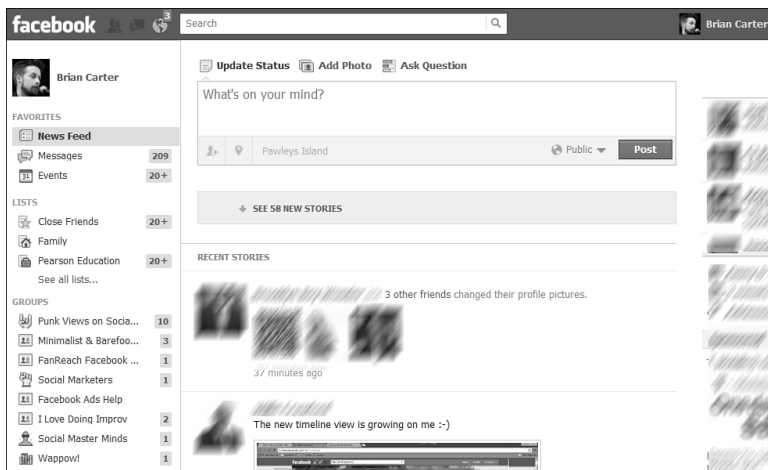 facebook
3
Search
Brian Carter
Brian Carter
FAVORITES
News Feed
Messages 209
31 Events 20+
LISTS
Close Friends 20+
Family
Pearson Education 20+
See all lists...
GROUPS
Punk Views on Socia... 10
Minimalist & Barefoo... 3
FanReach Facebook ... 1
Social Marketers 1
Facebook Ads Help
I Love Doing Improv 2
Social Master Minds 1
Wappow! 1
Update Status Add Photo Ask Question
What's on your mind?
Pawleys Island Public Post
SEE 58 NEW STORIES
RECENT STORIES
3 other friends changed their profile pictures.
37 minutes ago
The new timeline view is growing on me :-)
facebook